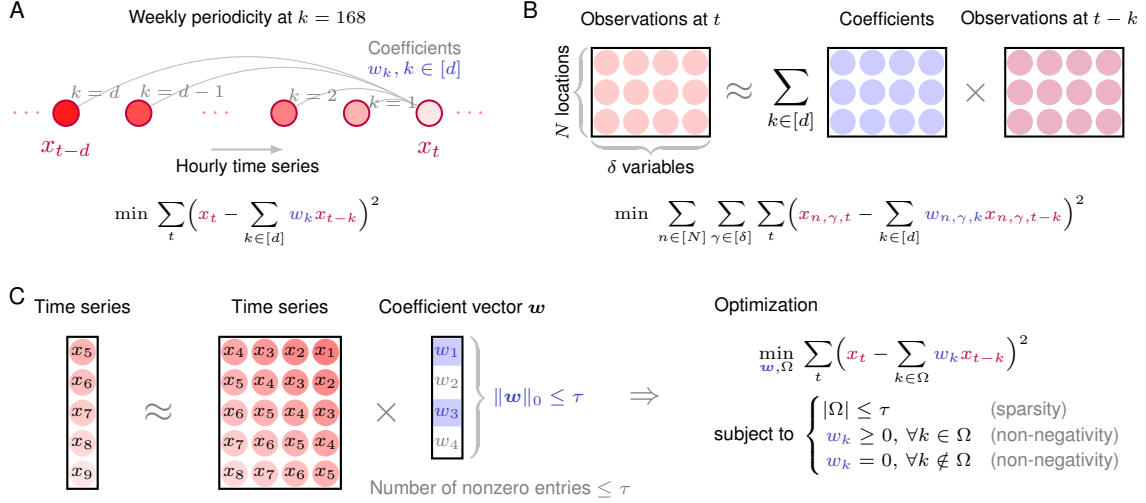 A
Weekly periodicity at k = 168
Coefficients
w_k, k ∈ [d]
k = d
k = d − 1
k = 2
k = 1
··· ··· ···
x_{t−d}
x_t
Hourly time series
min ∑_t (x_t − ∑_{k∈[d]} w_k x_{t−k})^2
B
Observations at t
Coefficients
Observations at t − k
N locations
≈ ∑_{k∈[d]} ×
δ variables
min ∑_{n∈[N]} ∑_{γ∈[δ]} ∑_t (x_{n,γ,t} − ∑_{k∈[d]} w_{n,γ,k} x_{n,γ,t−k})^2
C
Time series
Time series
Coefficient vector w
x_5
x_6
x_7
x_8
x_9
≈
x_4 x_3 x_2 x_1
x_5 x_4 x_3 x_2
x_6 x_5 x_4 x_3
x_7 x_6 x_5 x_4
x_8 x_7 x_6 x_5
×
w_1
w_2
w_3
w_4
‖w‖_0 ≤ τ
Number of nonzero entries ≤ τ
⇒
Optimization
min_{w,Ω} ∑_t (x_t − ∑_{k∈Ω} w_k x_{t−k})^2
subject to
|Ω| ≤ τ (sparsity)
w_k ≥ 0, ∀k ∈ Ω (non-negativity)
w_k = 0, ∀k ∉ Ω (non-negativity)